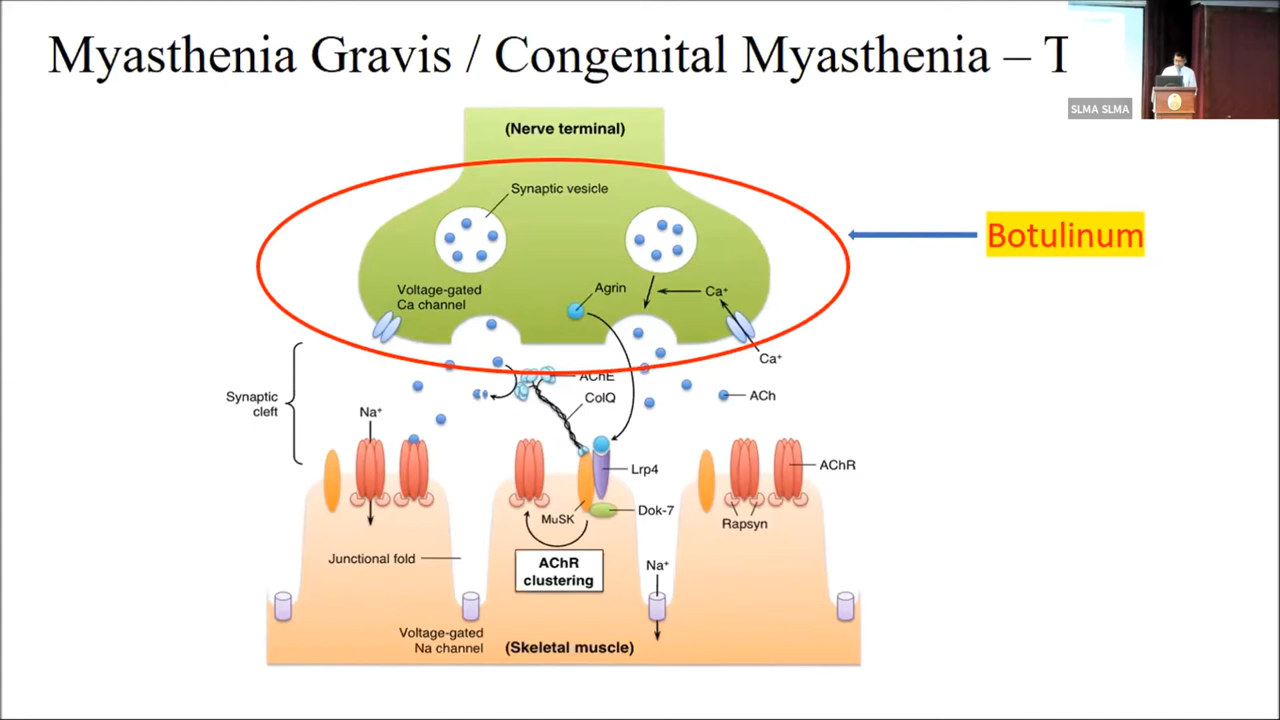 Myasthenia Gravis / Congenital Myasthenia – T
SLMA SLMA
(Nerve terminal)
Synaptic vesicle
Botulinum
Voltage-gated
Ca channel
Agrin
Ca⁺
Ca⁺
Synaptic
cleft
AChE
ColQ
ACh
Na⁺
Lrp4
AChR
MuSK
Dok-7
Rapsyn
Junctional fold
AChR
clustering
Na⁺
Voltage-gated
Na channel
(Skeletal muscle)